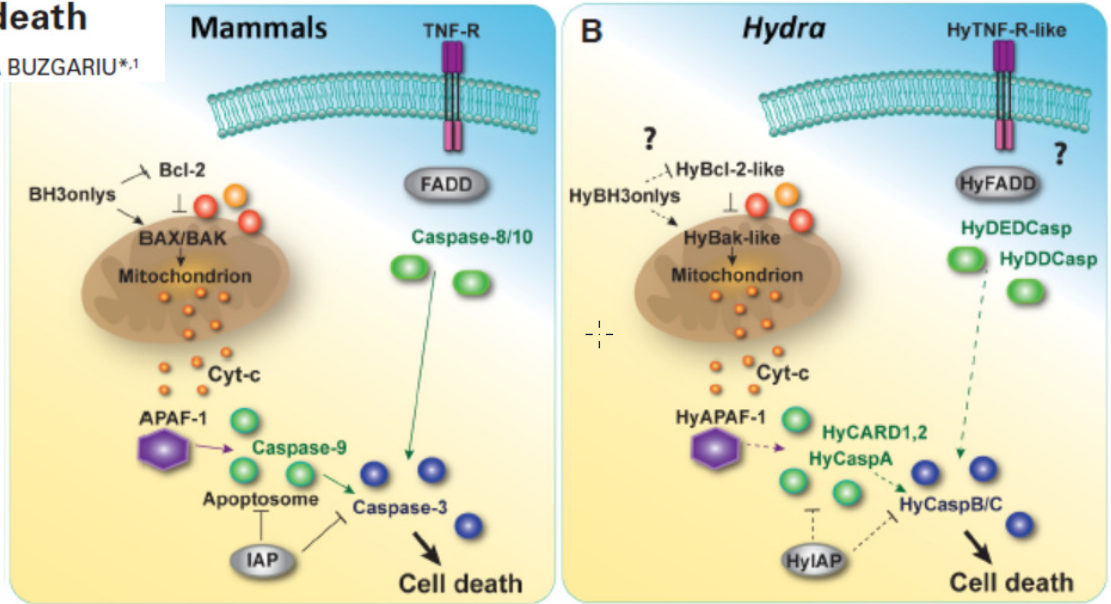 death
BUZGARIU*,1
Mammals
TNF-R
Bcl-2
BH3onlys
FADD
BAX/BAK
Caspase-8/10
Mitochondrion
Cyt-c
APAF-1
Caspase-9
Apoptosome
Caspase-3
IAP
Cell death
B
Hydra
HyTNF-R-like
?
?
HyBcl-2-like
HyBH3onlys
HyFADD
HyBak-like
HyDEDCasp
HyDDCasp
Mitochondrion
Cyt-c
HyAPAF-1
HyCARD1,2
HyCaspA
HyCaspB/C
HyIAP
Cell death